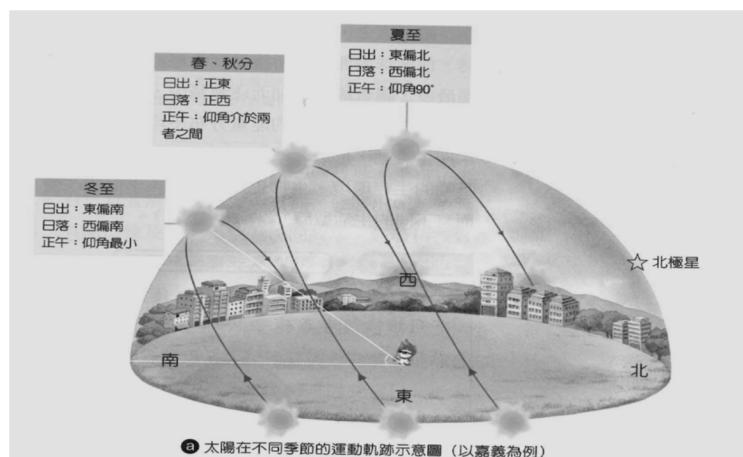 夏至
日出：東偏北
日落：西偏北
正午：仰角90°
春、秋分
日出：正東
日落：正西
正午：仰角介於兩
者之間
冬至
日出：東偏南
日落：西偏南
正午：仰角最小
北極星
西
南
北
東
a 太陽在不同季節的運動軌跡示意圖（以嘉義為例）